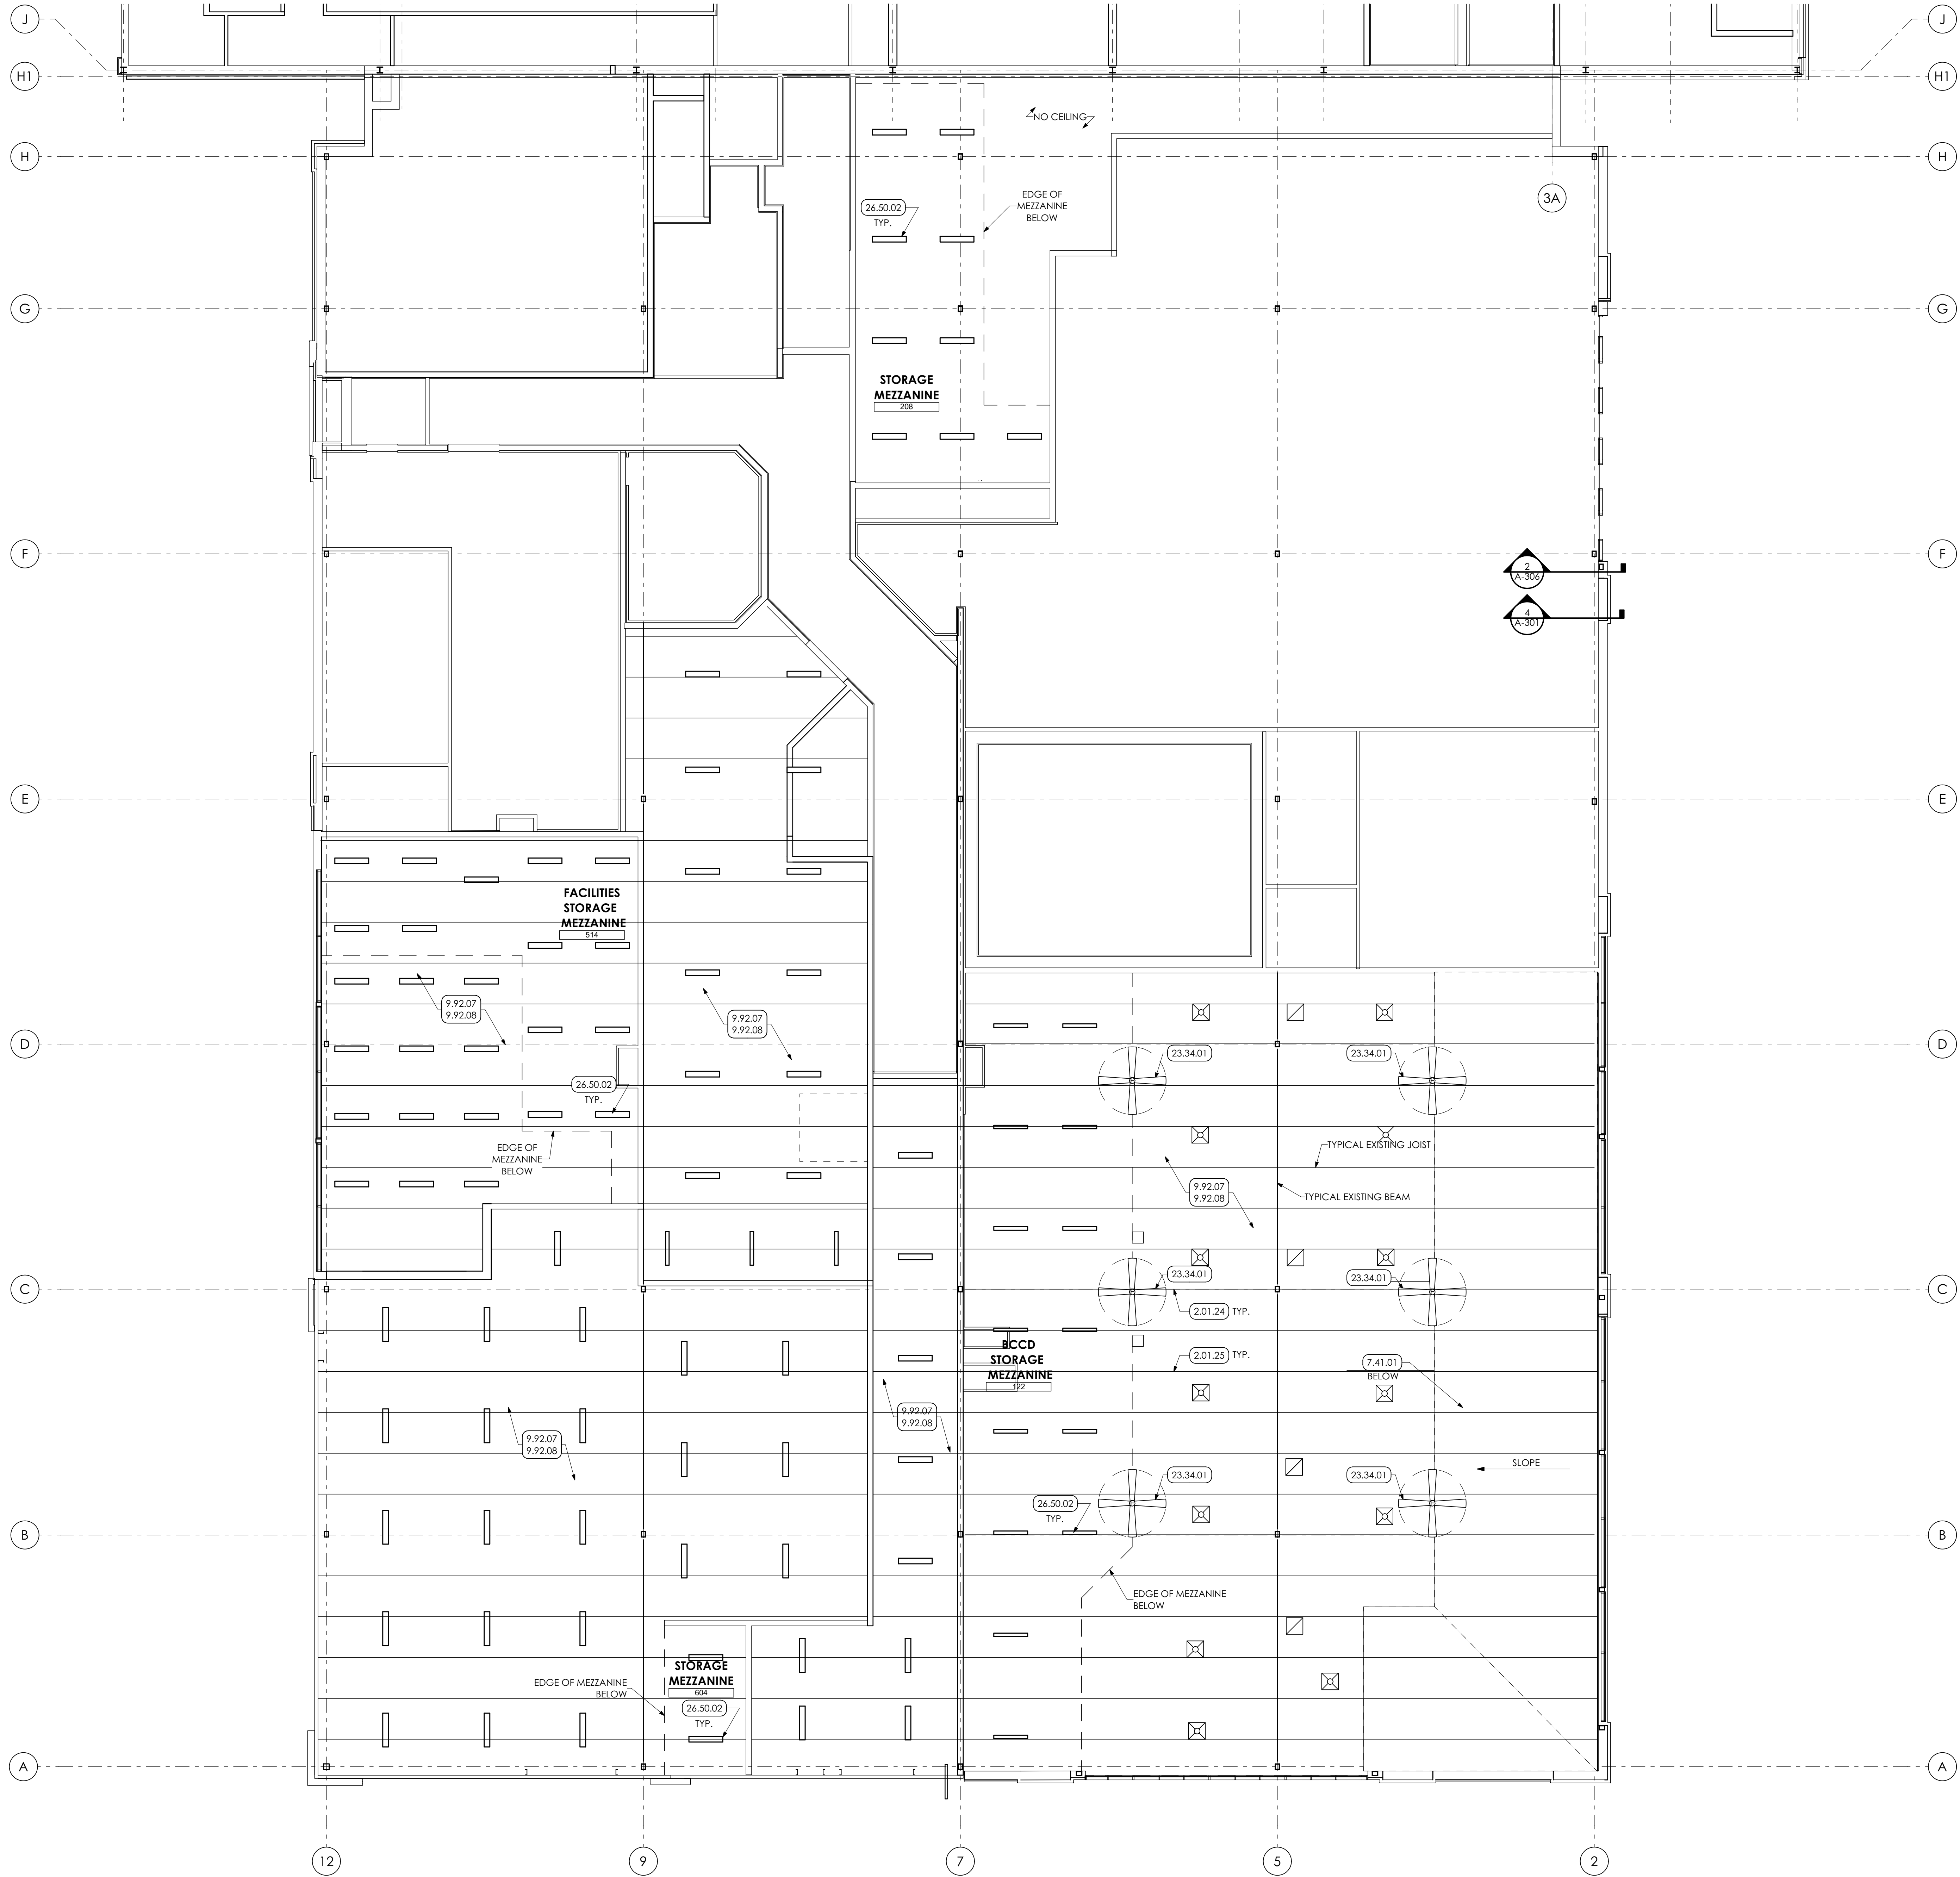 J
J
H1
H1
NO CEILING
H
H
3A
EDGE OF
MEZZANINE
BELOW
26.50.02
TYP.
G
G
STORAGE
MEZZANINE
208
F
F
2
A-306
4
A-301
E
E
FACILITIES
STORAGE
MEZZANINE
514
9.92.07
9.92.08
9.92.07
9.92.08
D
D
23.34.01
23.34.01
26.50.02
TYP.
EDGE OF
MEZZANINE
BELOW
TYPICAL EXISTING JOIST
9.92.07
9.92.08
TYPICAL EXISTING BEAM
23.34.01
23.34.01
C
C
2.01.24 TYP.
BCCD
STORAGE
MEZZANINE
122
2.01.25 TYP.
7.41.01
BELOW
9.92.07
9.92.08
9.92.07
9.92.08
SLOPE
23.34.01
23.34.01
26.50.02
TYP.
B
B
EDGE OF MEZZANINE
BELOW
STORAGE
MEZZANINE
604
EDGE OF MEZZANINE
BELOW
26.50.02
TYP.
A
A
12
9
7
5
2